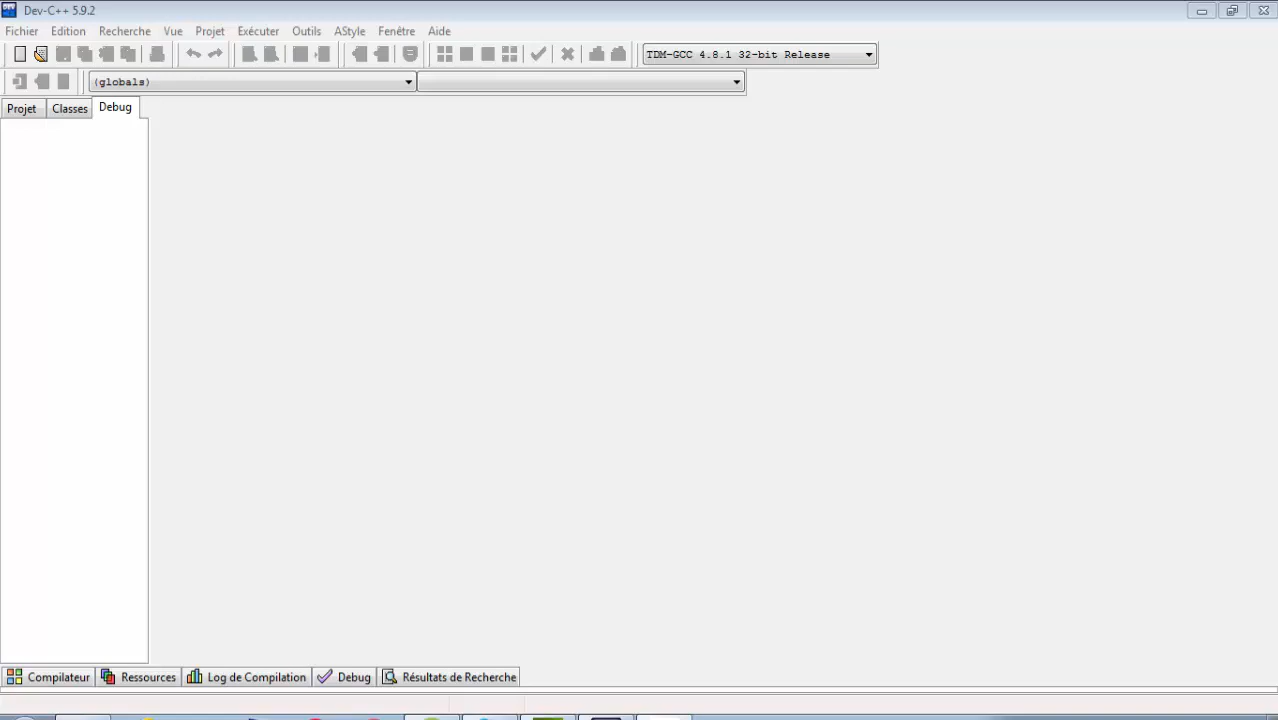 Dev-C++ 5.9.2
Fichier Edition Recherche Vue Projet Exécuter Outils AStyle Fenêtre Aide
TDM-GCC 4.8.1 32-bit Release
(globals)
Projet Classes Debug
Compilateur Ressources Log de Compilation Debug Résultats de Recherche